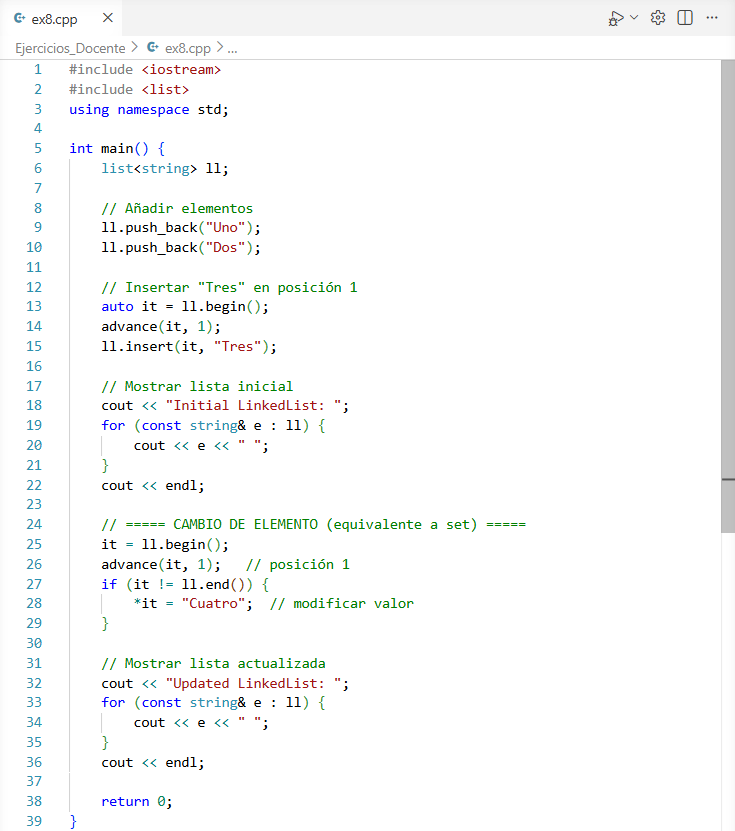 ex8.cpp
Ejercicios_Docente > ex8.cpp > ...
1 #include <iostream>
2 #include <list>
3 using namespace std;
4
5 int main() {
6     list<string> ll;
7
8     // Añadir elementos
9     ll.push_back("Uno");
10     ll.push_back("Dos");
11
12     // Insertar "Tres" en posición 1
13     auto it = ll.begin();
14     advance(it, 1);
15     ll.insert(it, "Tres");
16
17     // Mostrar lista inicial
18     cout << "Initial LinkedList: ";
19     for (const string& e : ll) {
20         cout << e << " ";
21     }
22     cout << endl;
23
24     // ===== CAMBIO DE ELEMENTO (equivalente a set) =====
25     it = ll.begin();
26     advance(it, 1);   // posición 1
27     if (it != ll.end()) {
28         *it = "Cuatro";  // modificar valor
29     }
30
31     // Mostrar lista actualizada
32     cout << "Updated LinkedList: ";
33     for (const string& e : ll) {
34         cout << e << " ";
35     }
36     cout << endl;
37
38     return 0;
39 }